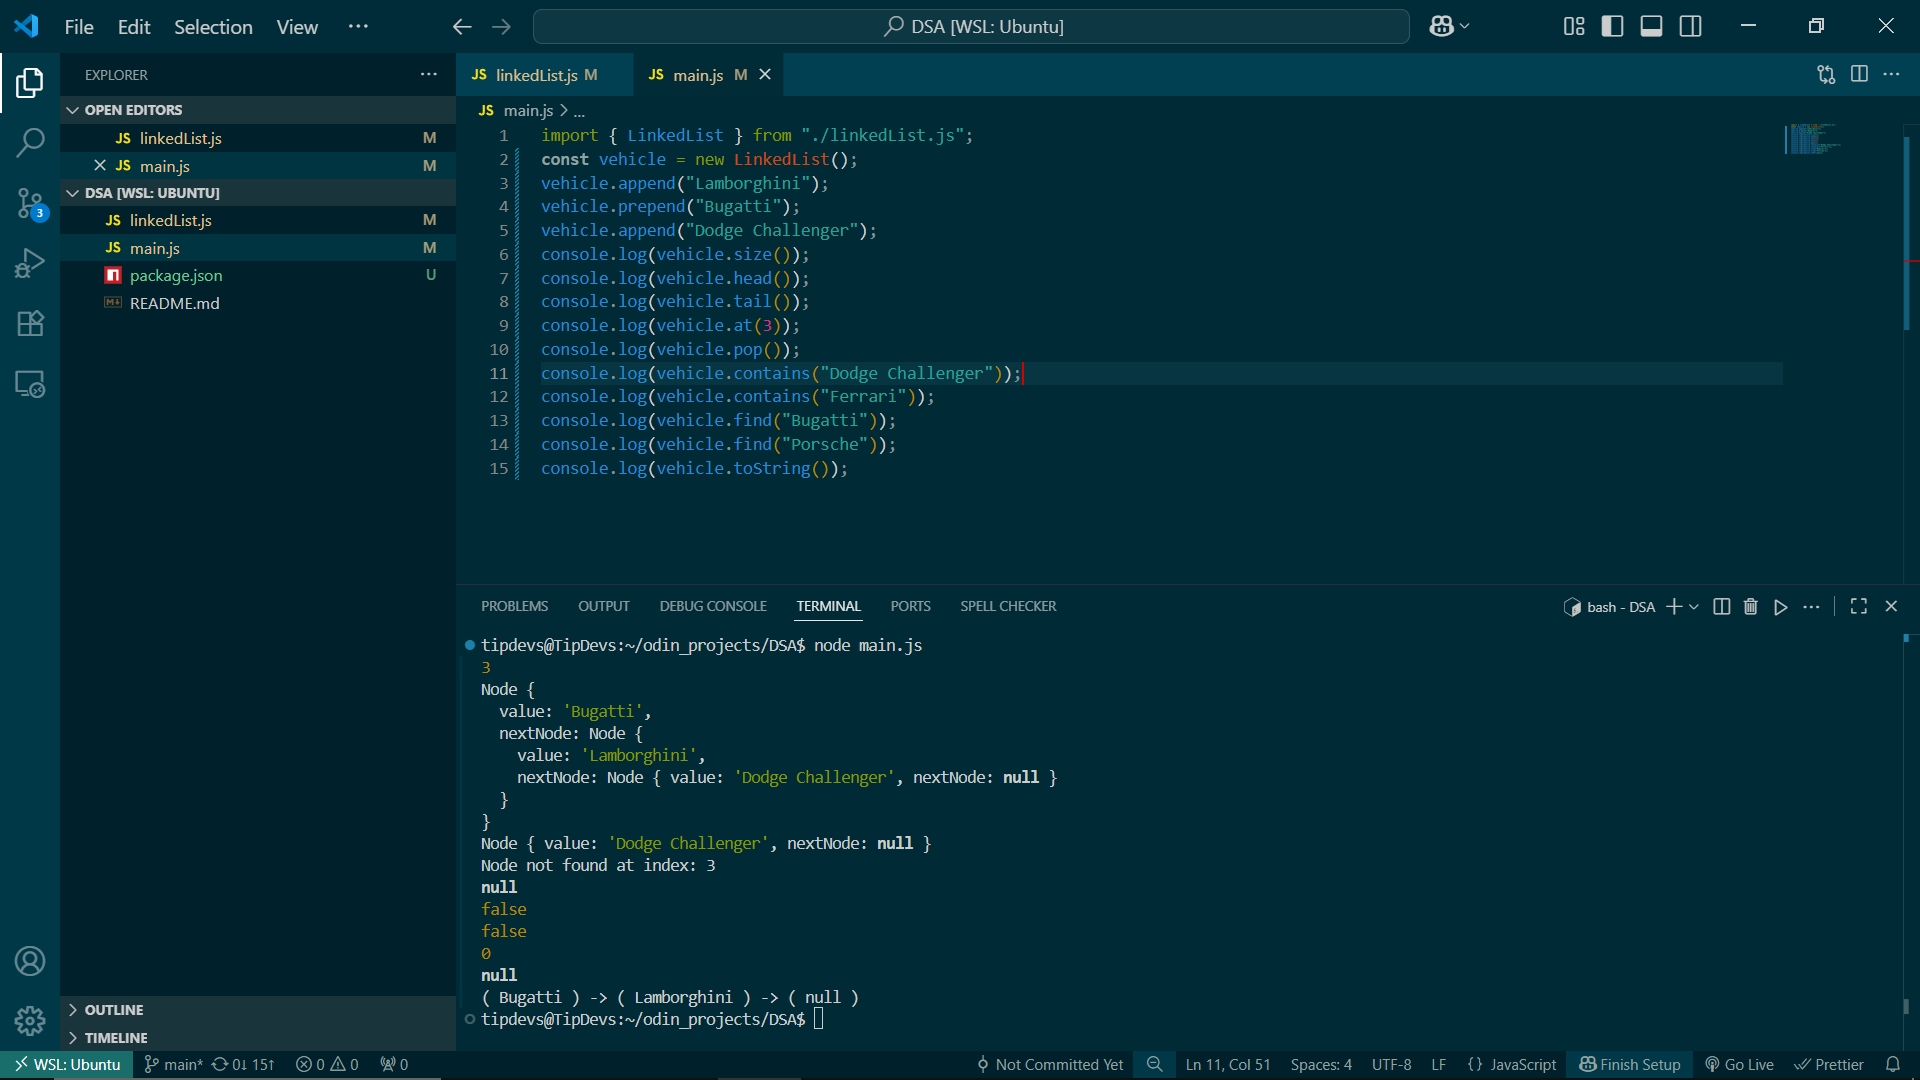 File Edit Selection View ··· DSA [WSL: Ubuntu]
EXPLORER ···
OPEN EDITORS
JS linkedList.js M
JS main.js M
DSA [WSL: UBUNTU]
JS linkedList.js M
JS main.js M
package.json U
README.md
3
OUTLINE
TIMELINE
JS linkedList.js M JS main.js M
JS main.js > ...
1 import { LinkedList } from "./linkedList.js";
2 const vehicle = new LinkedList();
3 vehicle.append("Lamborghini");
4 vehicle.prepend("Bugatti");
5 vehicle.append("Dodge Challenger");
6 console.log(vehicle.size());
7 console.log(vehicle.head());
8 console.log(vehicle.tail());
9 console.log(vehicle.at(3));
10 console.log(vehicle.pop());
11 console.log(vehicle.contains("Dodge Challenger"));
12 console.log(vehicle.contains("Ferrari"));
13 console.log(vehicle.find("Bugatti"));
14 console.log(vehicle.find("Porsche"));
15 console.log(vehicle.toString());
PROBLEMS OUTPUT DEBUG CONSOLE TERMINAL PORTS SPELL CHECKER bash - DSA
tipdevs@TipDevs:~/odin_projects/DSA$ node main.js
3
Node {
value: 'Bugatti',
nextNode: Node {
value: 'Lamborghini',
nextNode: Node { value: 'Dodge Challenger', nextNode: null }
}
}
Node { value: 'Dodge Challenger', nextNode: null }
Node not found at index: 3
null
false
false
0
null
( Bugatti ) -> ( Lamborghini ) -> ( null )
tipdevs@TipDevs:~/odin_projects/DSA$
WSL: Ubuntu main* 0↓ 15↑ 0 0 0 Not Committed Yet Ln 11, Col 51 Spaces: 4 UTF-8 LF {} JavaScript Finish Setup Go Live Prettier